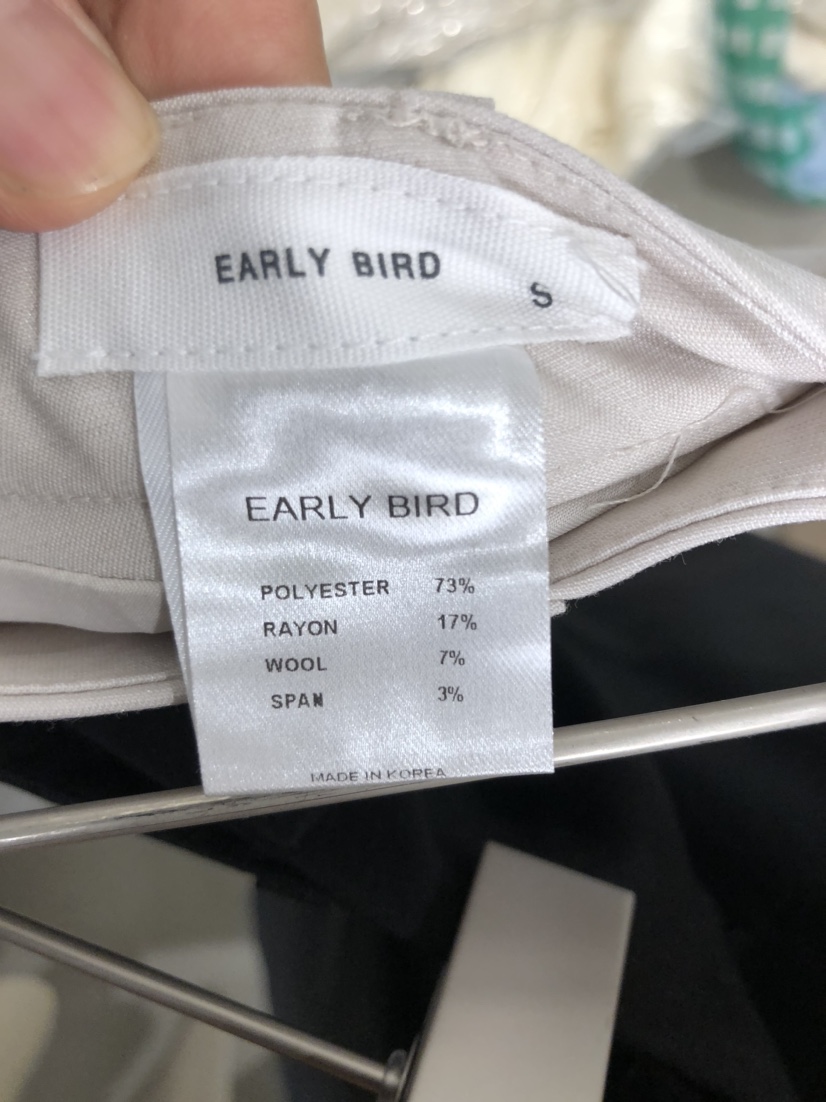 EARLY BIRD
S
EARLY BIRD
POLYESTER 73%
RAYON 17%
WOOL 7%
SPAN 3%
MADE IN KOREA